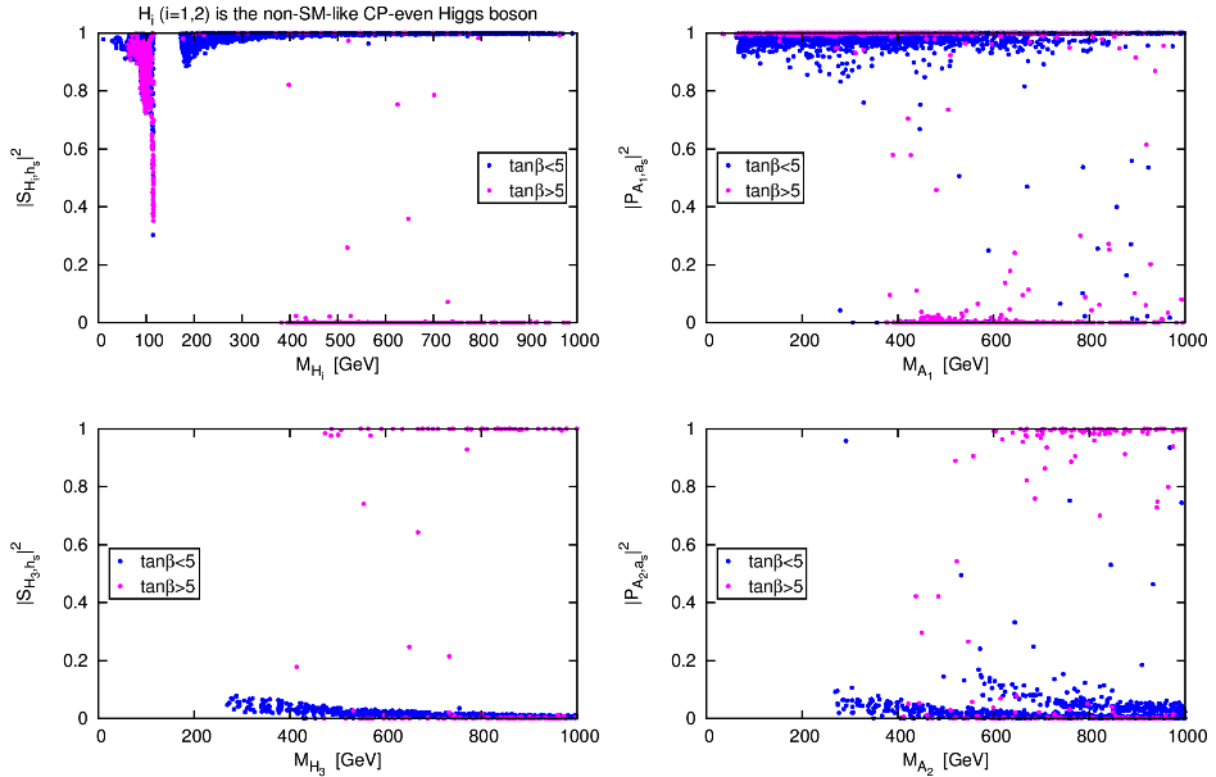 H_i (i=1,2) is the non-SM-like CP-even Higgs boson
|S_{H_i,h_s}|^2
1
0.8
0.6
0.4
0.2
0
0 100 200 300 400 500 600 700 800 900 1000
M_{H_i} [GeV]
tanβ<5
tanβ>5
|P_{A_1,a_s}|^2
1
0.8
0.6
0.4
0.2
0
0 200 400 600 800 1000
M_{A_1} [GeV]
tanβ<5
tanβ>5
|S_{H_3,h_s}|^2
1
0.8
0.6
0.4
0.2
0
0 200 400 600 800 1000
M_{H_3} [GeV]
tanβ<5
tanβ>5
|P_{A_2,a_s}|^2
1
0.8
0.6
0.4
0.2
0
0 200 400 600 800 1000
M_{A_2} [GeV]
tanβ<5
tanβ>5